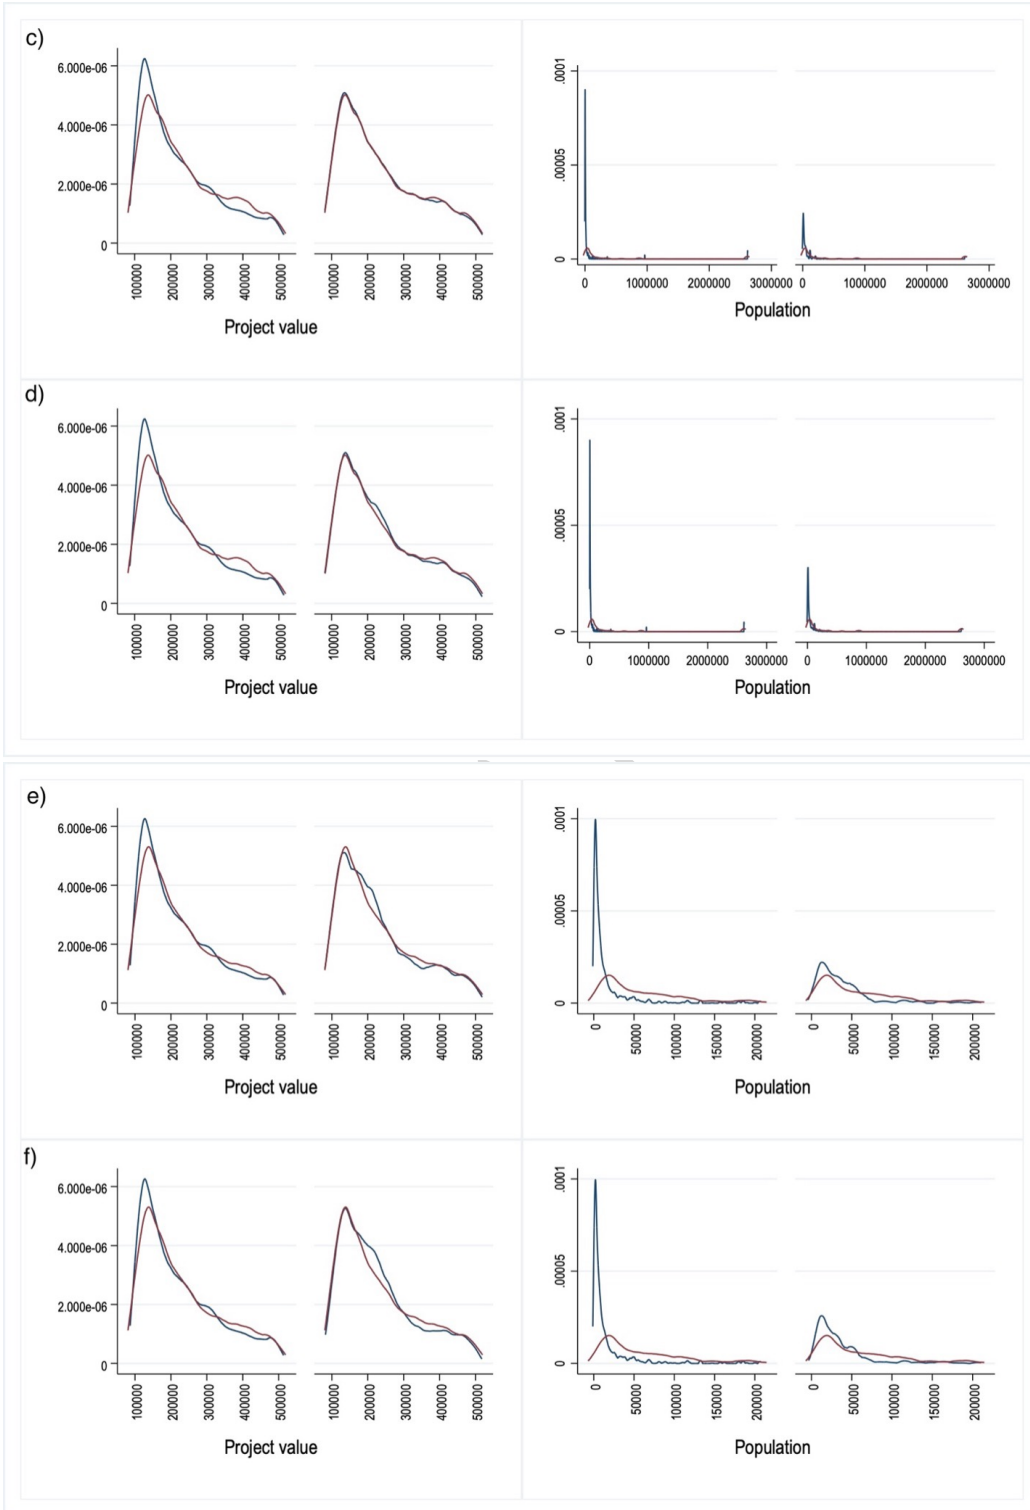 c)
6.000e-06
4.000e-06
2.000e-06
0
100000 200000 300000 400000 500000 100000 200000 300000 400000 500000
Project value
.0001
.00005
0
0 1000000 2000000 3000000 0 1000000 2000000 3000000
Population
d)
6.000e-06
4.000e-06
2.000e-06
0
100000 200000 300000 400000 500000 100000 200000 300000 400000 500000
Project value
.0001
.00005
0
0 1000000 2000000 3000000 0 1000000 2000000 3000000
Population
e)
6.000e-06
4.000e-06
2.000e-06
0
100000 200000 300000 400000 500000 100000 200000 300000 400000 500000
Project value
.0001
.00005
0
0 50000 100000 150000 200000 0 50000 100000 150000 200000
Population
f)
6.000e-06
4.000e-06
2.000e-06
0
100000 200000 300000 400000 500000 100000 200000 300000 400000 500000
Project value
.0001
.00005
0
0 50000 100000 150000 200000 0 50000 100000 150000 200000
Population